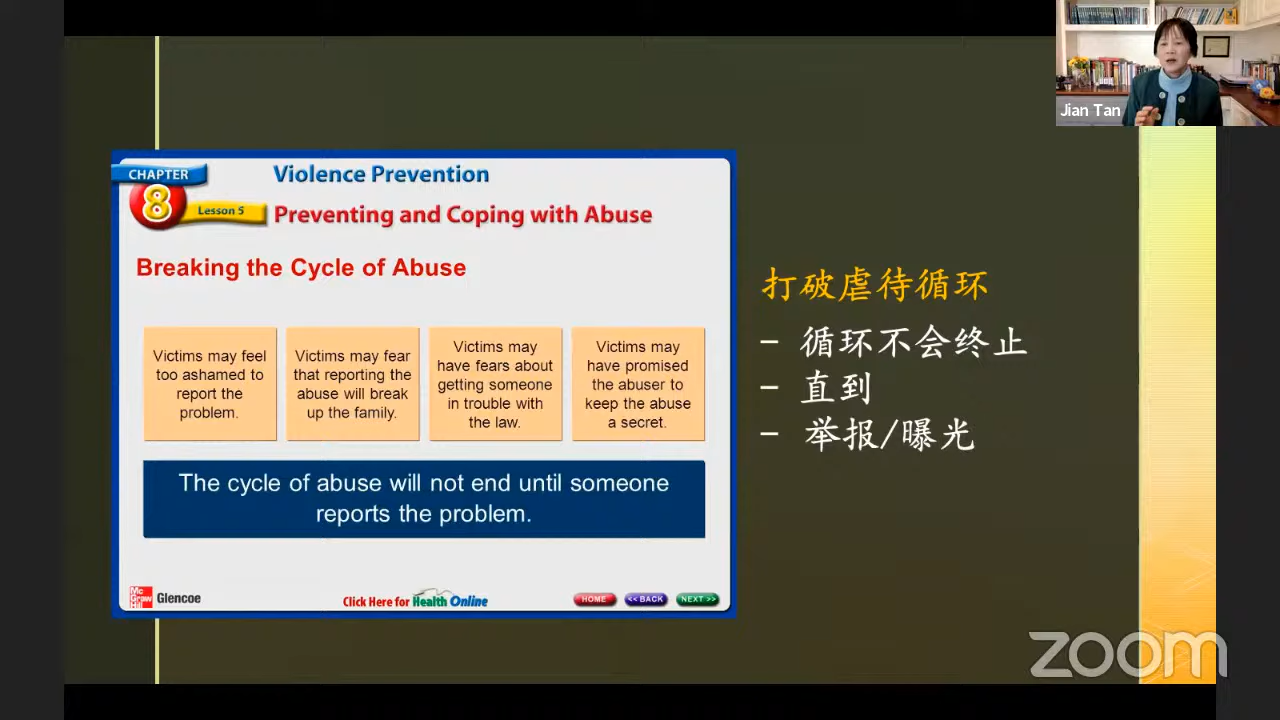 Jian Tan
CHAPTER
8
Lesson 5
Violence Prevention
Preventing and Coping with Abuse
Breaking the Cycle of Abuse
Victims may feel
too ashamed to
report the
problem.
Victims may fear
that reporting the
abuse will break
up the family.
Victims may
have fears about
getting someone
in trouble with
the law.
Victims may
have promised
the abuser to
keep the abuse
a secret.
The cycle of abuse will not end until someone
reports the problem.
Mc
Graw
Hill
Glencoe
Click Here for Health Online
HOME
<< BACK
NEXT >>
打破虐待循环
- 循环不会终止
- 直到
- 举报/曝光
zoom